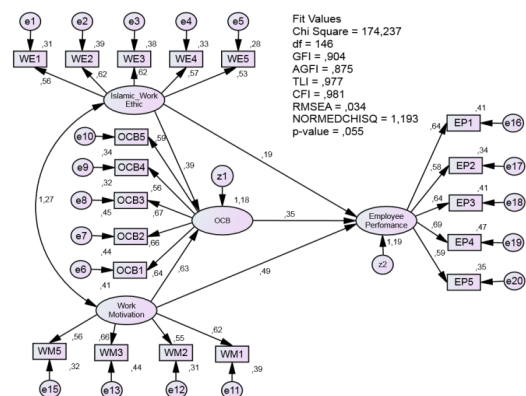 e1 e2 e3 e4 e5
,31 ,39 ,38 ,33 ,28
WE1 WE2 WE3 WE4 WE5
,56 ,62 ,62 ,57 ,53
Islamic_Work
Ethic
Fit Values
Chi Square = 174,237
df = 146
GFI = ,904
AGFI = ,875
TLI = ,977
CFI = ,981
RMSEA = ,034
NORMEDCHISQ = 1,193
p-value = ,055
e10 OCB5 ,59
,34
e9 OCB4 ,56
,32
e8 OCB3 ,67
,45
e7 OCB2 ,66
,44
e6 OCB1 ,64
,41
1,27
,39
,19
z1
1,18
OCB
,35
,63
,49
Employee
Perfomance
1,19
z2
,41
,64 EP1 e16
,34
,58 EP2 e17
,41
,64 EP3 e18
,47
,69 EP4 e19
,35
,59 EP5 e20
Work
Motivation
,56 ,66 ,55 ,62
WM5 WM3 WM2 WM1
,32 ,44 ,31 ,39
e15 e13 e12 e11